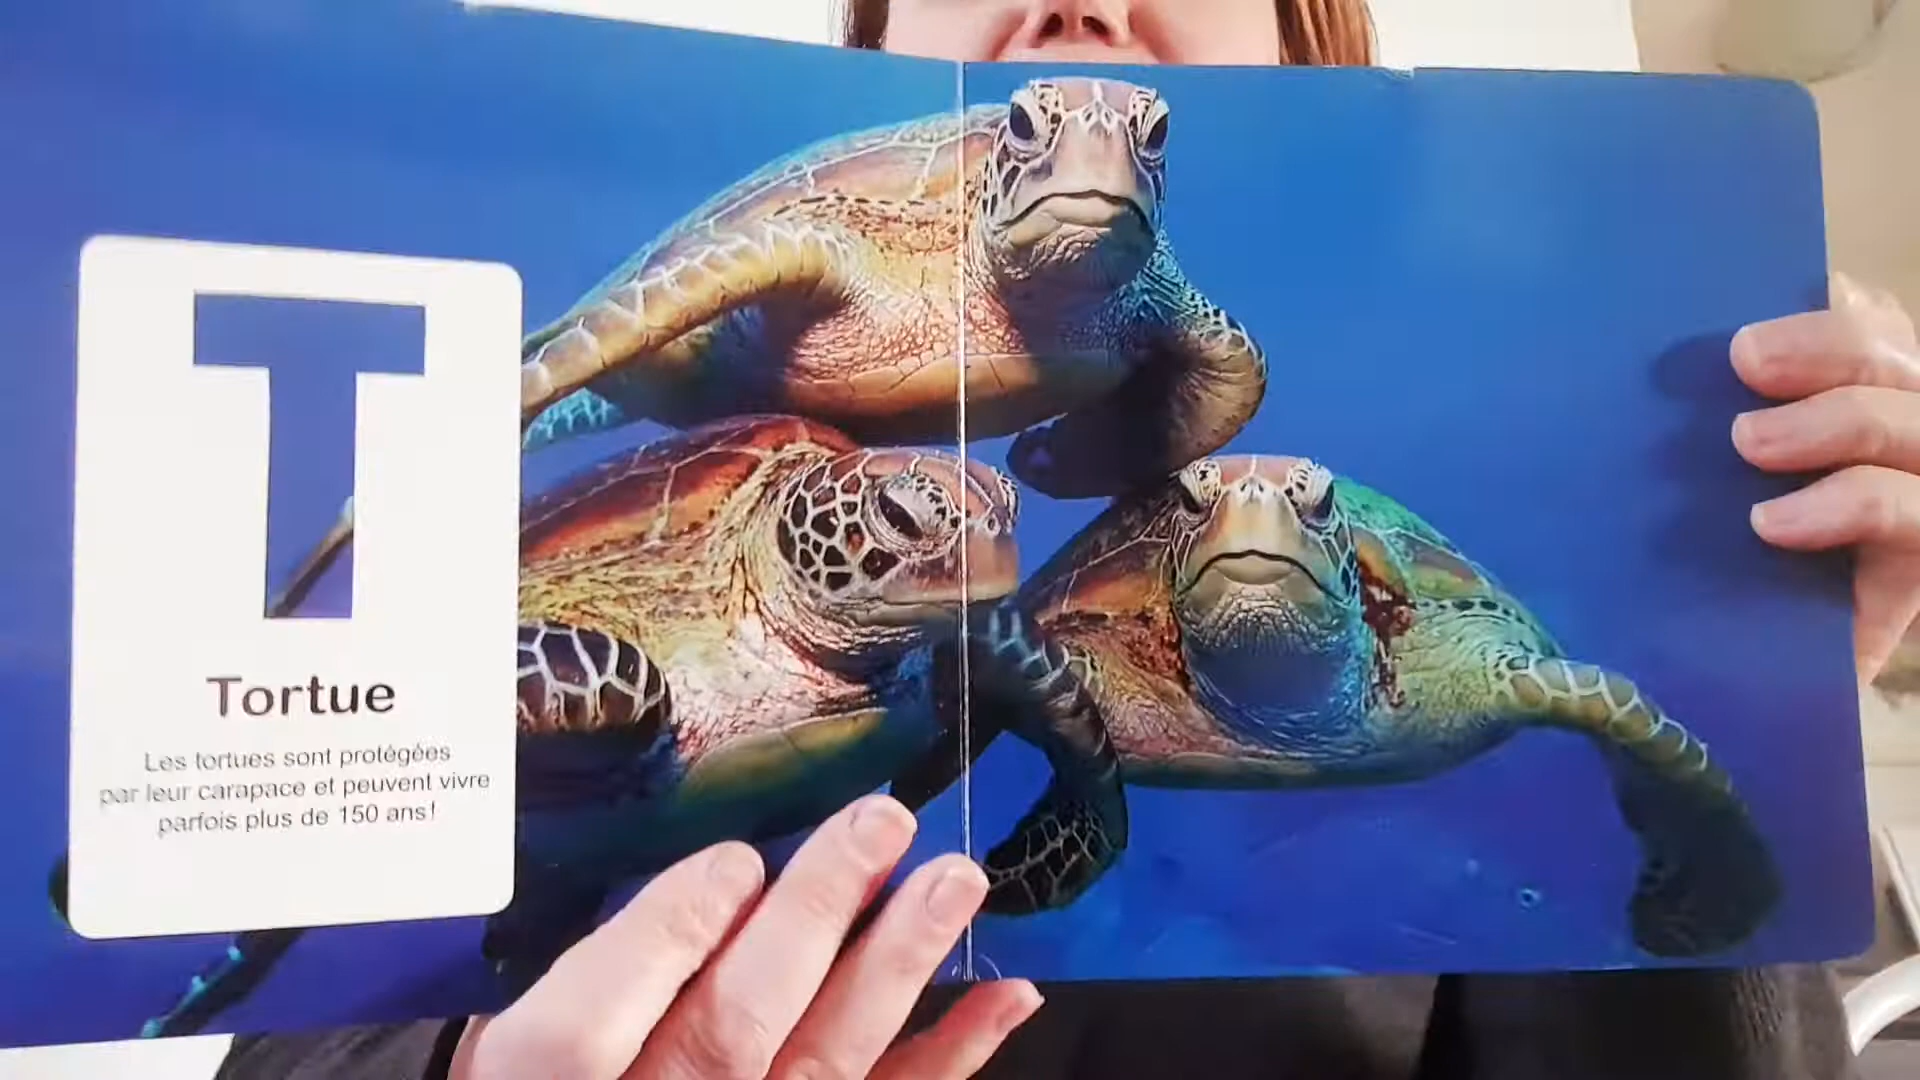 T
Tortue
Les tortues sont protégées
par leur carapace et peuvent vivre
parfois plus de 150 ans!